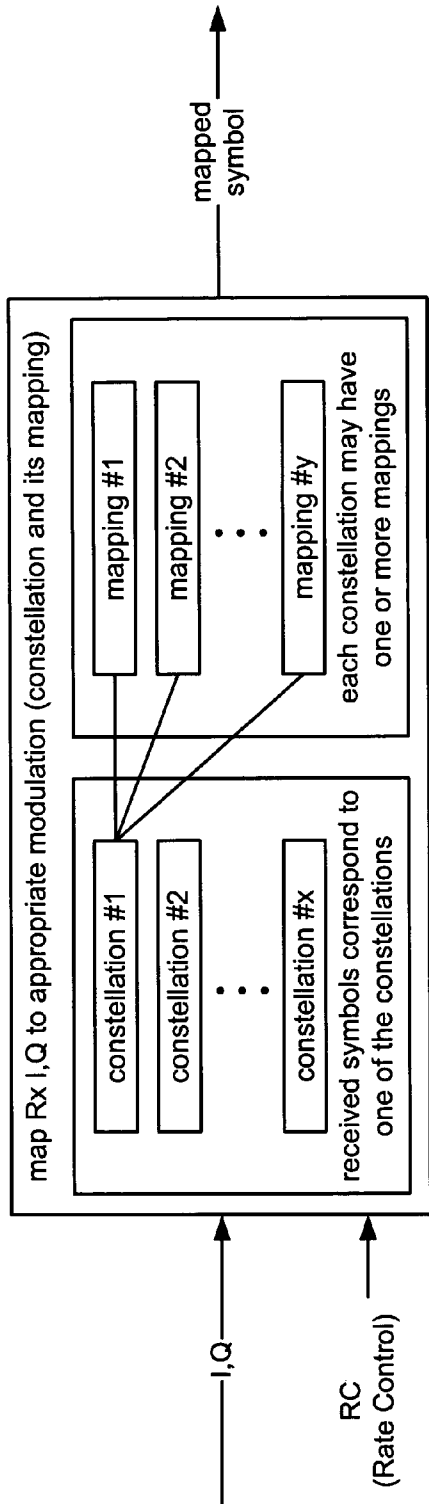 I,Q
RC
(Rate Control)
map Rx I,Q to appropriate modulation (constellation and its mapping)
constellation #1
constellation #2
constellation #x
received symbols correspond to
one of the constellations
mapping #1
mapping #2
mapping #y
each constellation may have
one or more mappings
mapped
symbol